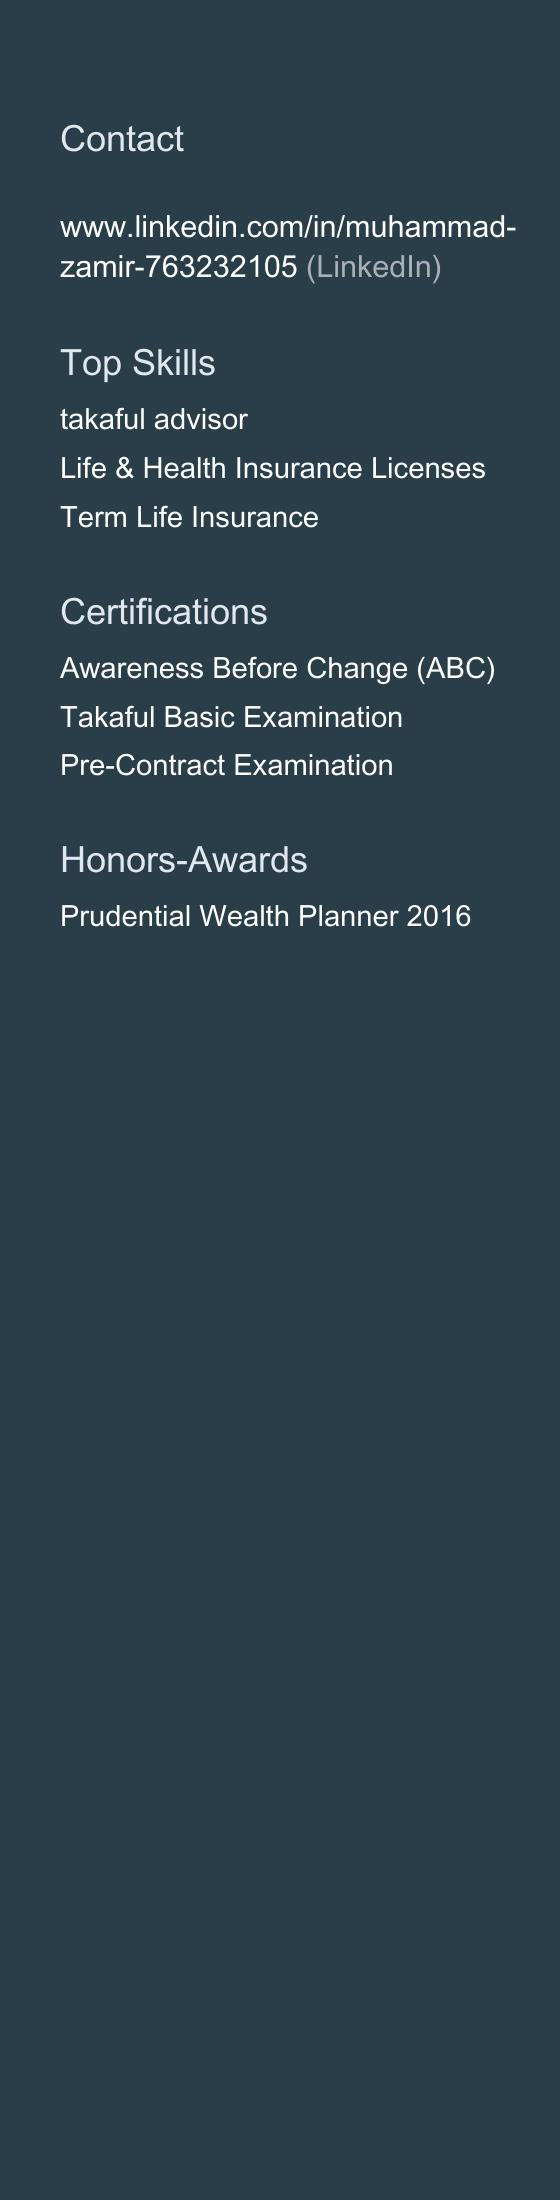 Contact
www.linkedin.com/in/muhammad-
zamir-763232105 (LinkedIn)
Top Skills
takaful advisor
Life & Health Insurance Licenses
Term Life Insurance
Certifications
Awareness Before Change (ABC)
Takaful Basic Examination
Pre-Contract Examination
Honors-Awards
Prudential Wealth Planner 2016